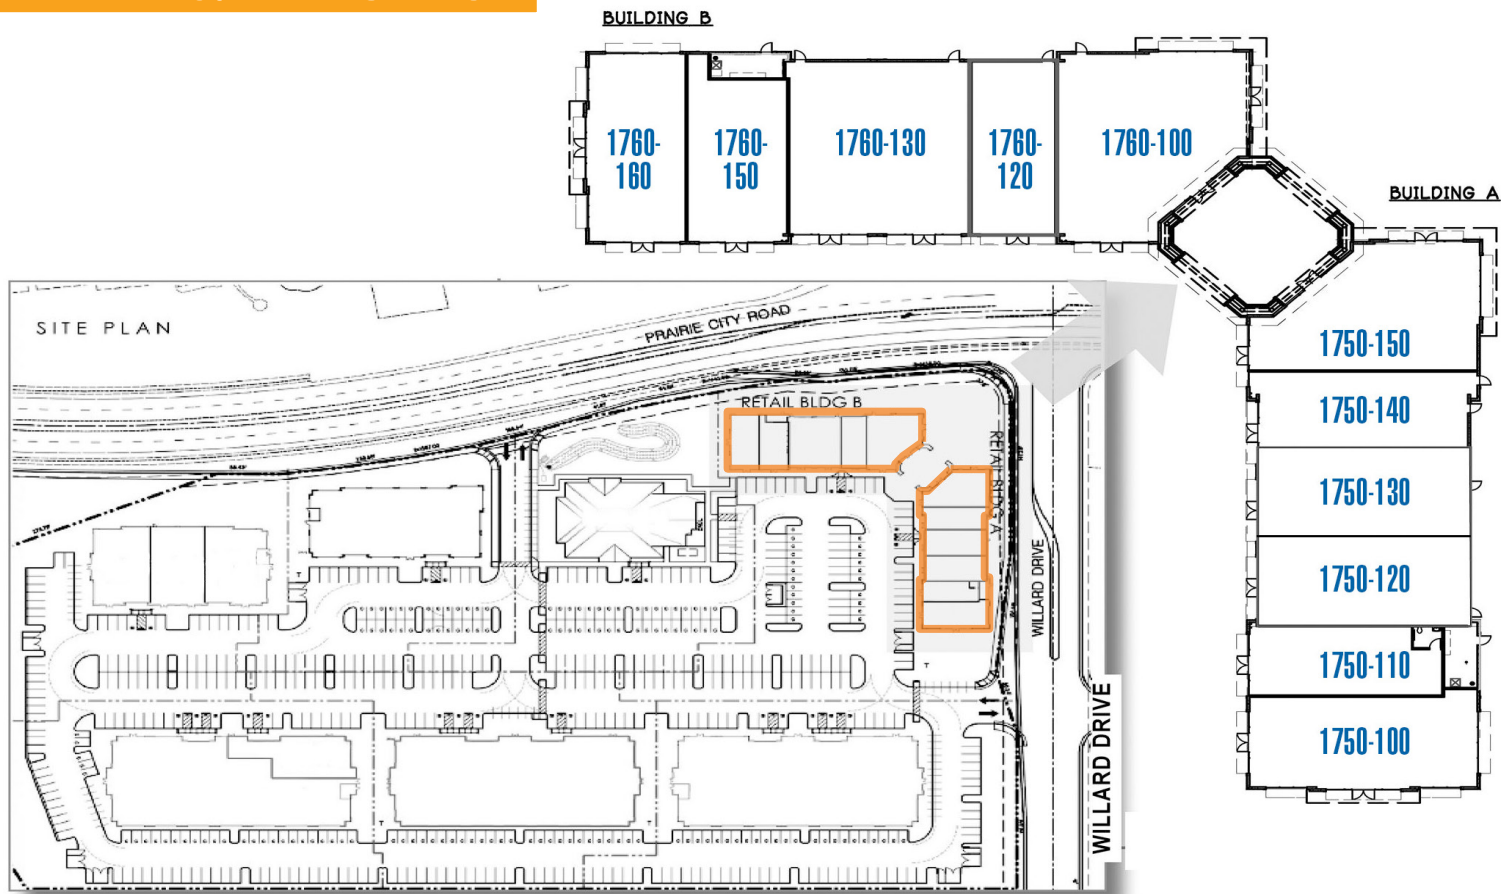 BUILDING B
1760-
160
1760-
150
1760-130
1760-
120
1760-100
BUILDING A
1750-150
1750-140
1750-130
1750-120
1750-110
1750-100
SITE PLAN
PRAIRIE CITY ROAD
RETAIL BLDG B
RETAIL BLDG A
WILLARD DRIVE
WILLARD DRIVE
T
T
T
T